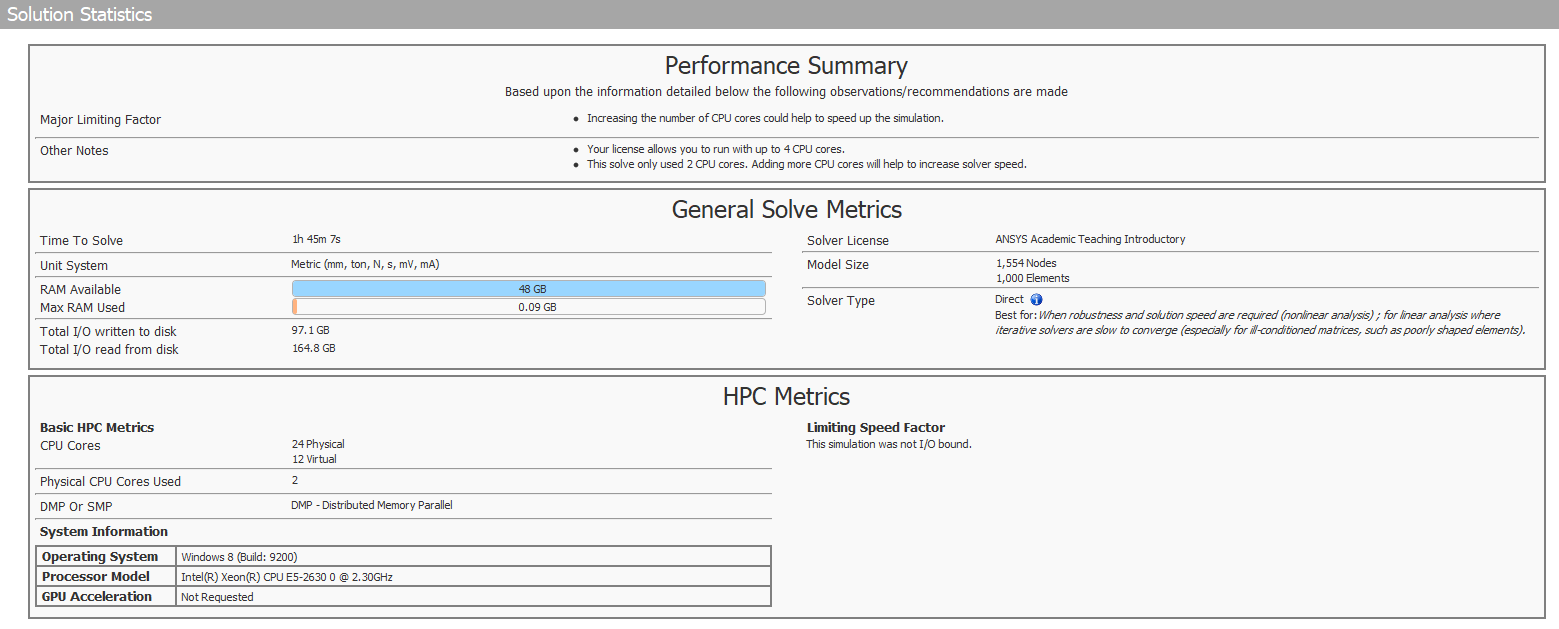 Solution Statistics
Performance Summary
Based upon the information detailed below the following observations/recommendations are made
Major Limiting Factor
• Increasing the number of CPU cores could help to speed up the simulation.
Other Notes
• Your license allows you to run with up to 4 CPU cores.
• This solve only used 2 CPU cores. Adding more CPU cores will help to increase solver speed.
General Solve Metrics
Time To Solve 1h 45m 7s
Unit System Metric (mm, ton, N, s, mV, mA)
RAM Available 48 GB
Max RAM Used 0.09 GB
Total I/O written to disk 97.1 GB
Total I/O read from disk 164.8 GB
Solver License ANSYS Academic Teaching Introductory
Model Size 1,554 Nodes
1,000 Elements
Solver Type Direct
Best for: When robustness and solution speed are required (nonlinear analysis) ; for linear analysis where
iterative solvers are slow to converge (especially for ill-conditioned matrices, such as poorly shaped elements).
HPC Metrics
Basic HPC Metrics
CPU Cores 24 Physical
12 Virtual
Physical CPU Cores Used 2
DMP Or SMP DMP - Distributed Memory Parallel
System Information
Operating System Windows 8 (Build: 9200)
Processor Model Intel(R) Xeon(R) CPU E5-2630 0 @ 2.30GHz
GPU Acceleration Not Requested
Limiting Speed Factor
This simulation was not I/O bound.